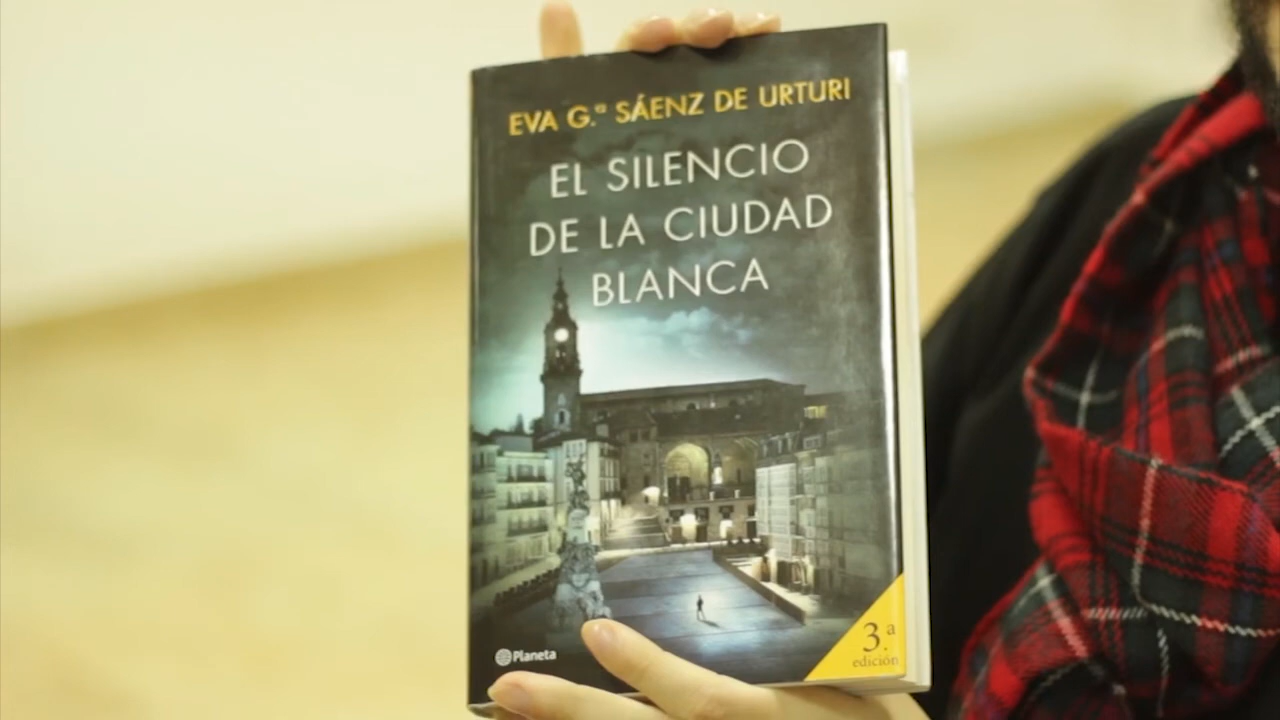 EVA G.ª SÁENZ DE URTURI
EL SILENCIO
DE LA CIUDAD
BLANCA
Planeta
3.ª
edición